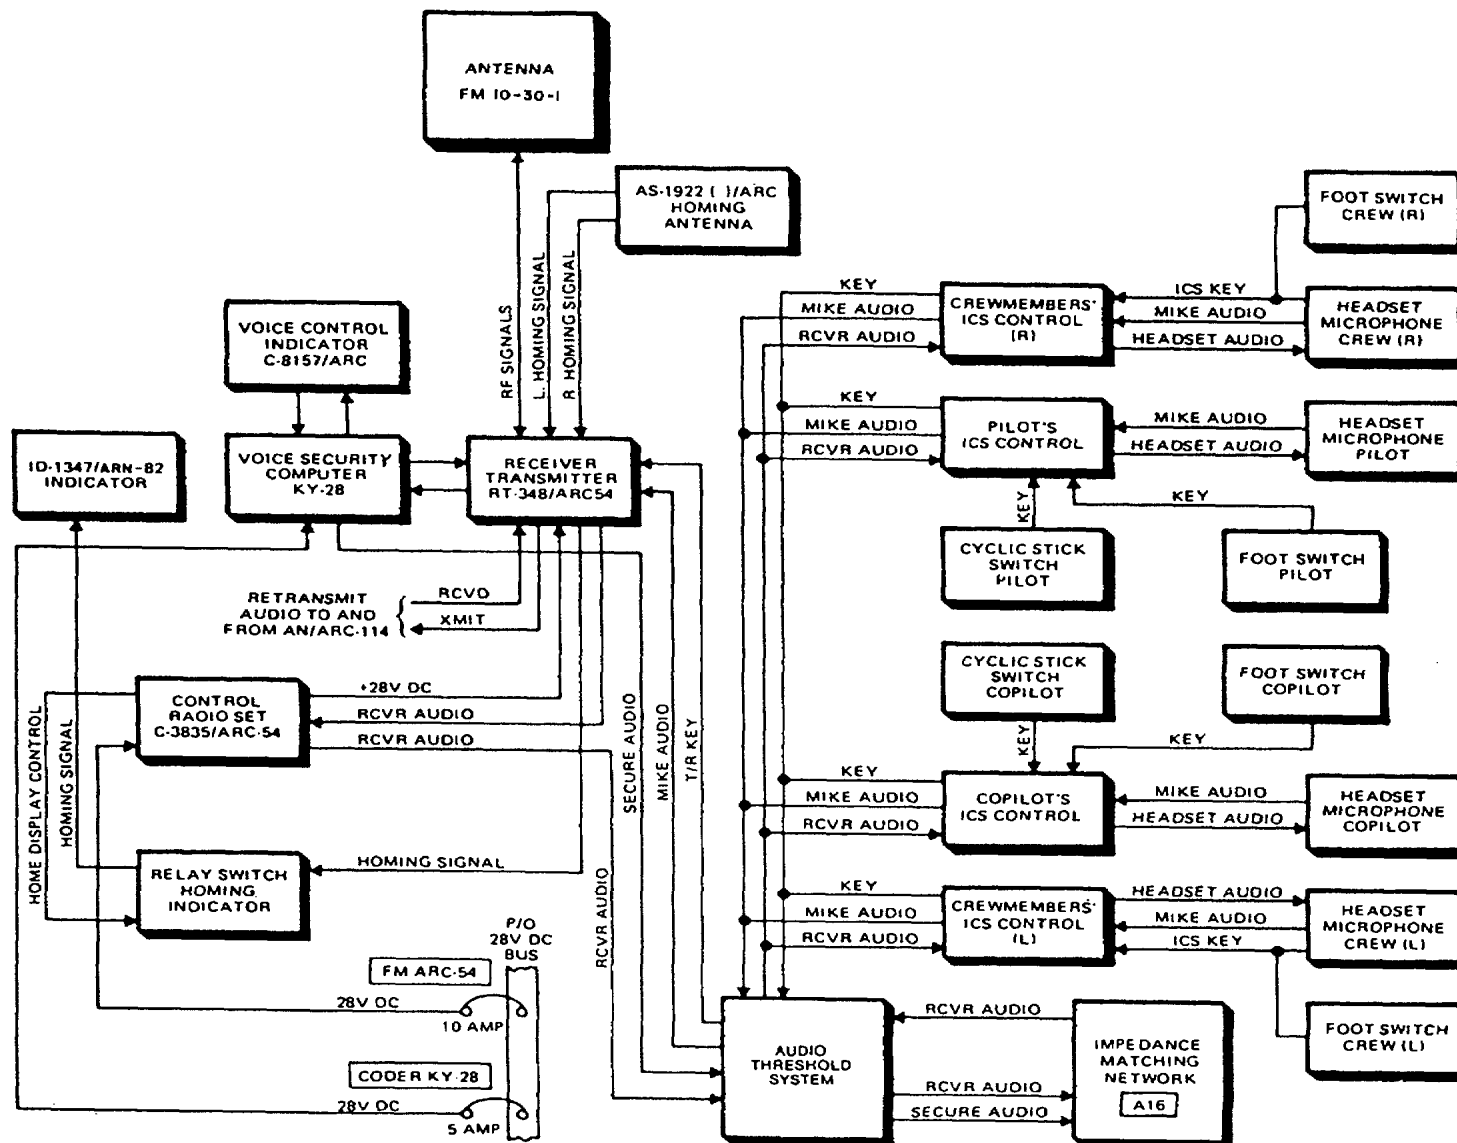 ANTENNA
FM 10-30-1
AS-1922 ( )/ARC
HOMING
ANTENNA
RF SIGNALS
L. HOMING SIGNAL
R HOMING SIGNAL
VOICE CONTROL
INDICATOR
C-8157/ARC
ID-1347/ARN-82
INDICATOR
VOICE SECURITY
COMPUTER
KY-28
RECEIVER
TRANSMITTER
RT-348/ARC54
RETRANSMIT
AUDIO TO AND
FROM AN/ARC-114
RCVD
XMIT
CONTROL
RADIO SET
C-3835/ARC-54
+28V DC
RCVR AUDIO
RCVR AUDIO
HOME DISPLAY CONTROL
HOMING SIGNAL
RELAY SWITCH
HOMING
INDICATOR
HOMING SIGNAL
SECURE AUDIO
MIKE AUDIO
T/R KEY
RCVR AUDIO
P/O
28V DC
BUS
FM ARC-54
28V DC
10 AMP
CODER KY-28
28V DC
5 AMP
FOOT SWITCH
CREW (R)
KEY
MIKE AUDIO
RCVR AUDIO
CREWMEMBERS'
ICS CONTROL
(R)
ICS KEY
MIKE AUDIO
HEADSET AUDIO
HEADSET
MICROPHONE
CREW (R)
KEY
MIKE AUDIO
RCVR AUDIO
PILOT'S
ICS CONTROL
MIKE AUDIO
HEADSET AUDIO
HEADSET
MICROPHONE
PILOT
KEY
KEY
CYCLIC STICK
SWITCH
PILOT
FOOT SWITCH
PILOT
CYCLIC STICK
SWITCH
COPILOT
FOOT SWITCH
COPILOT
KEY
KEY
KEY
MIKE AUDIO
RCVR AUDIO
COPILOT'S
ICS CONTROL
MIKE AUDIO
HEADSET AUDIO
HEADSET
MICROPHONE
COPILOT
KEY
MIKE AUDIO
RCVR AUDIO
CREWMEMBERS'
ICS CONTROL
(L)
HEADSET AUDIO
MIKE AUDIO
ICS KEY
HEADSET
MICROPHONE
CREW (L)
FOOT SWITCH
CREW (L)
AUDIO
THRESHOLD
SYSTEM
RCVR AUDIO
RCVR AUDIO
SECURE AUDIO
IMPEDANCE
MATCHING
NETWORK
A16